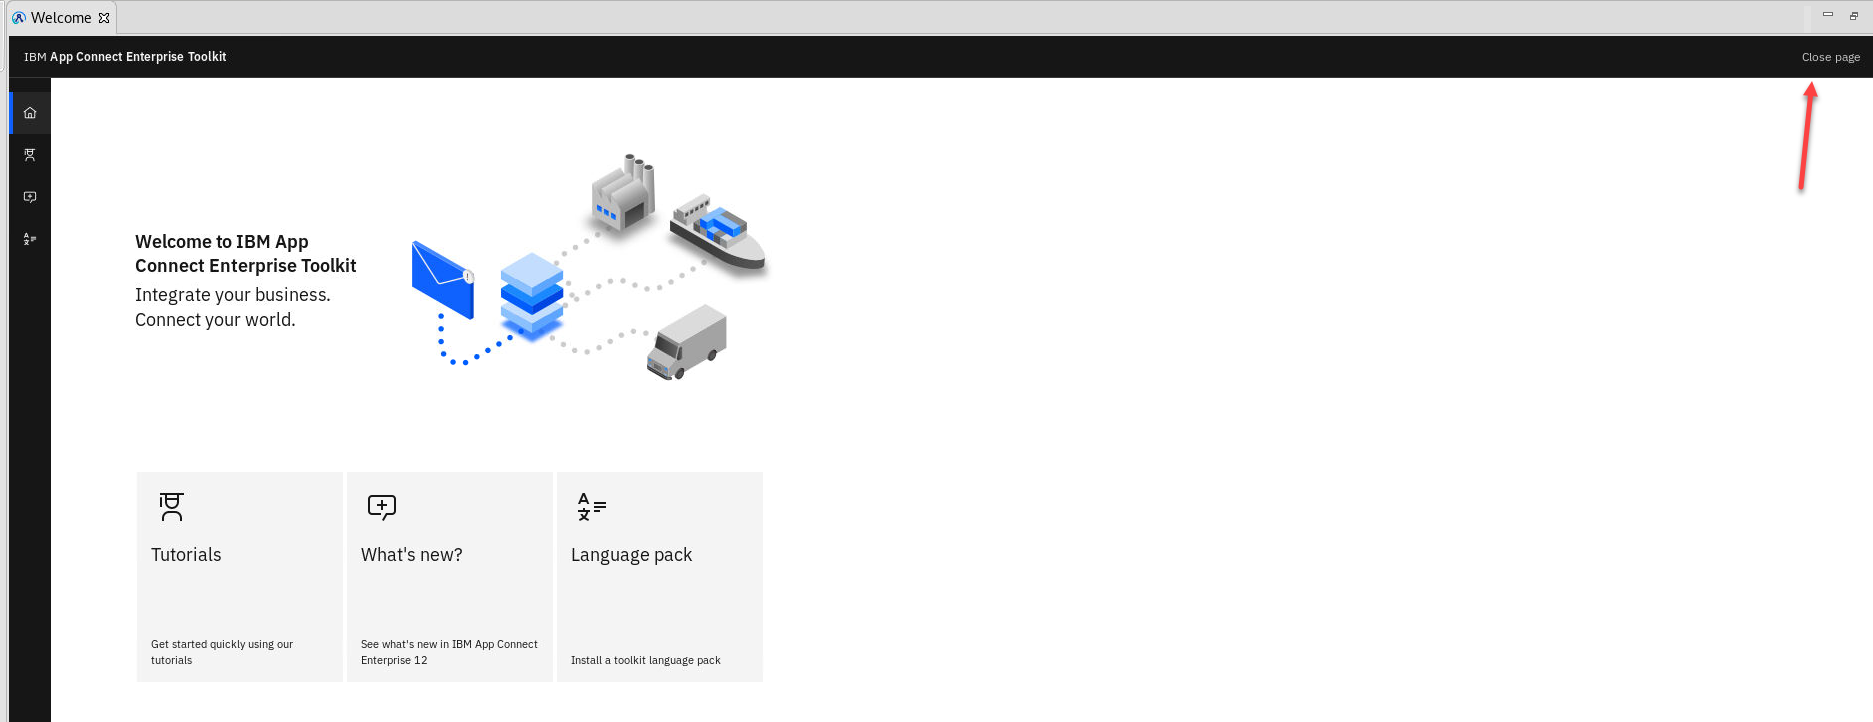 Welcome
IBM App Connect Enterprise Toolkit
Close page
Welcome to IBM App
Connect Enterprise Toolkit
Integrate your business.
Connect your world.
Tutorials
Get started quickly using our
tutorials
What's new?
See what's new in IBM App Connect
Enterprise 12
A
文
Language pack
Install a toolkit language pack